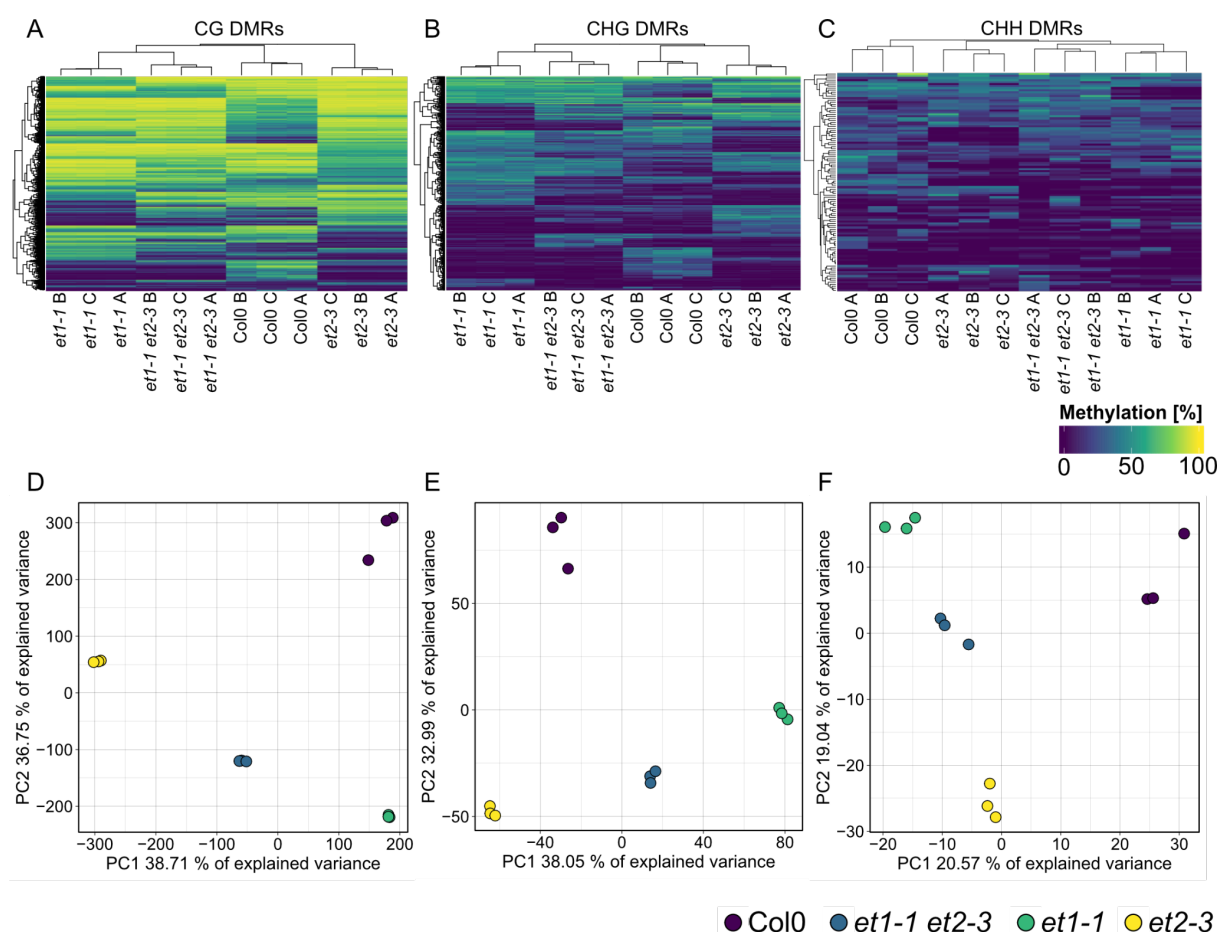 A
CG DMRs
B
CHG DMRs
C
CHH DMRs
et1-1 B
et1-1 C
et1-1 A
et1-1 et2-3 B
et1-1 et2-3 C
et1-1 et2-3 A
Col0 B
Col0 C
Col0 A
et2-3 C
et2-3 B
et2-3 A
et1-1 B
et1-1 C
et1-1 A
et1-1 et2-3 B
et1-1 et2-3 C
et1-1 et2-3 A
Col0 B
Col0 A
Col0 C
et2-3 C
et2-3 B
et2-3 A
Col0 A
Col0 B
Col0 C
et2-3 A
et2-3 B
et2-3 C
et1-1 et2-3 A
et1-1 et2-3 C
et1-1 et2-3 B
et1-1 B
et1-1 A
et1-1 C
Methylation [%]
0 50 100
D
300
200
100
0
−100
−200
PC2 36.75 % of explained variance
−300 −200 −100 0 100 200
PC1 38.71 % of explained variance
E
50
0
−50
PC2 32.99 % of explained variance
−40 0 40 80
PC1 38.05 % of explained variance
F
10
0
−10
−20
−30
PC2 19.04 % of explained variance
−20 −10 0 10 20 30
PC1 20.57 % of explained variance
Col0 et1-1 et2-3 et1-1 et2-3